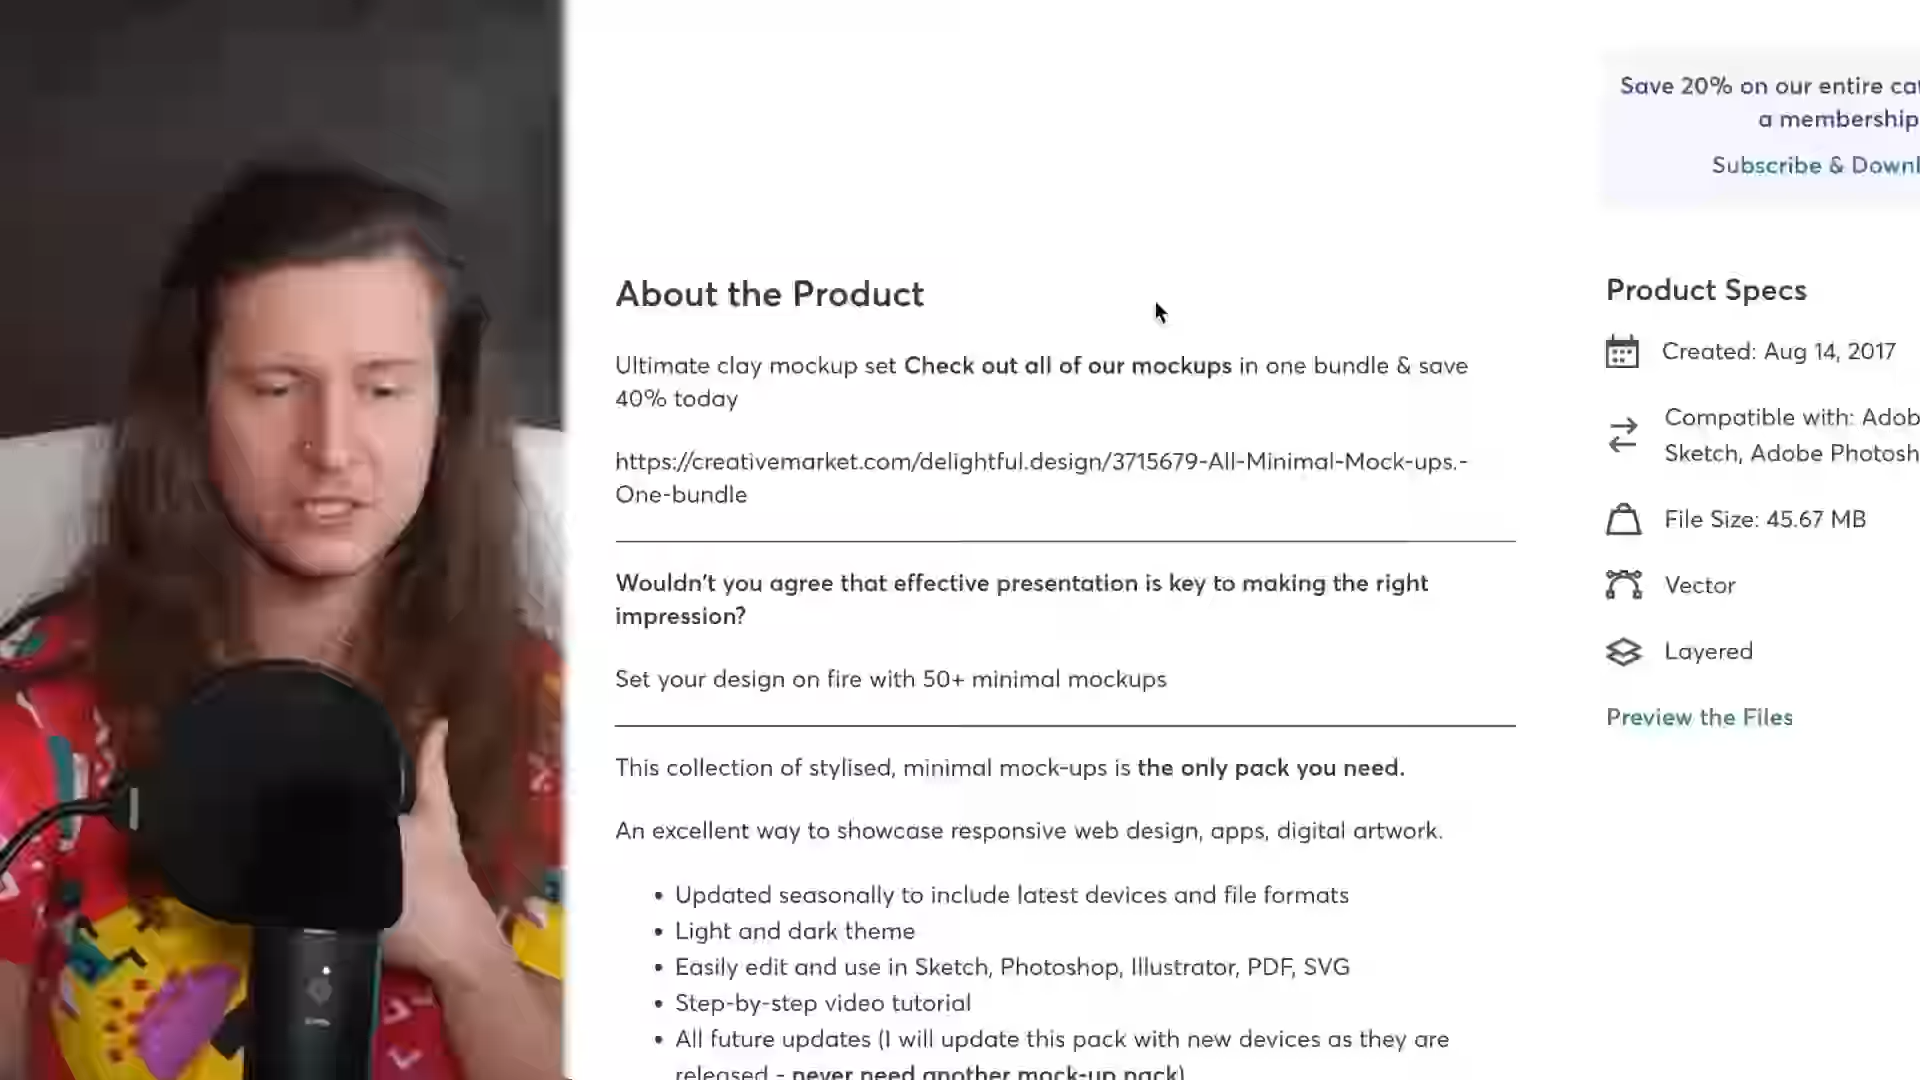 Save 20% on our entire
a membership
Subscribe &
About the Product
Ultimate clay mockup set Check out all of our mockups in one bundle & save
40% today
https://creativemarket.com/delightful.design/3715679-All-Minimal-Mock-ups.-
One-bundle
Wouldn't you agree that effective presentation is key to making the right
impression?
Set your design on fire with 50+ minimal mockups
This collection of stylised, minimal mock-ups is the only pack you need.
An excellent way to showcase responsive web design, apps, digital artwork.
• Updated seasonally to include latest devices and file formats
• Light and dark theme
• Easily edit and use in Sketch, Photoshop, Illustrator, PDF, SVG
• Step-by-step video tutorial
• All future updates (I will update this pack with new devices as they are
released - never need another mock-up pack)
Product Specs
Created: Aug 14, 2017
Compatible with:
Sketch, Adobe
File Size: 45.67 MB
Vector
Layered
Preview the Files